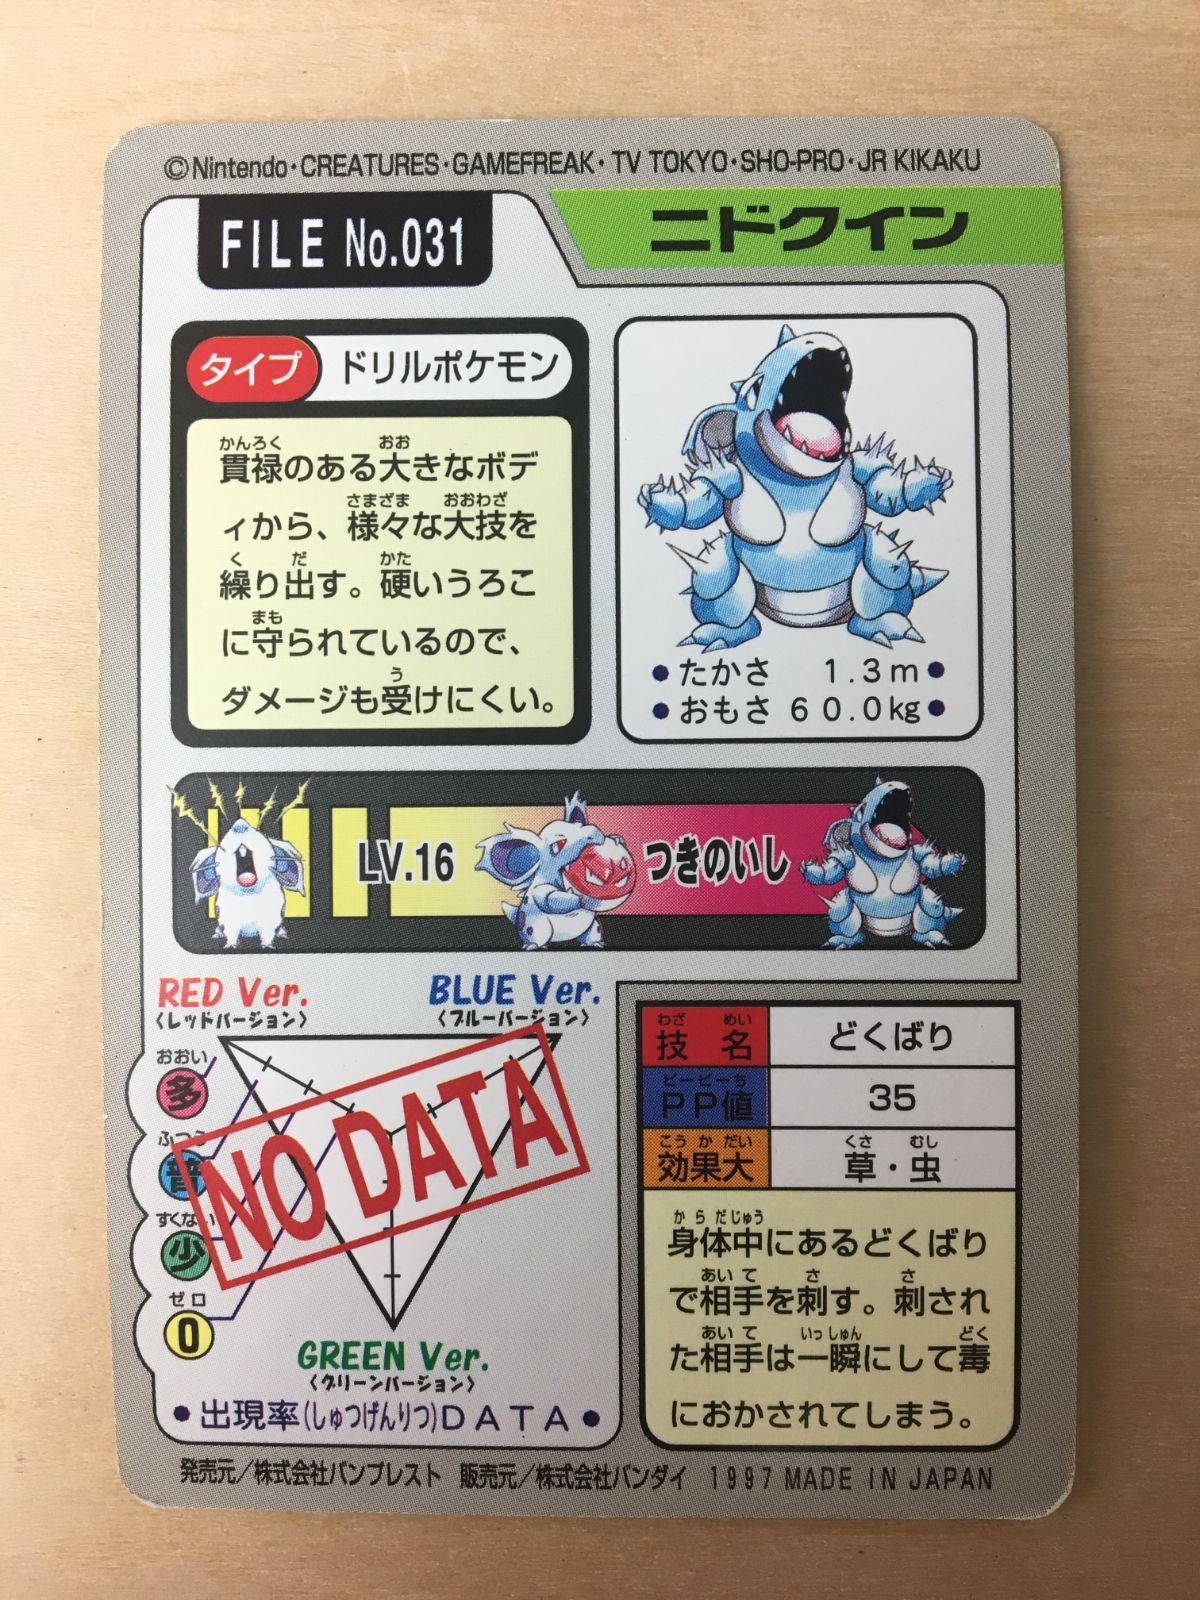 ©Nintendo・CREATURES・GAMEFREAK・TV TOKYO・SHO-PRO・JR KIKAKU
FILE No.031
ニドクイン
タイプ ドリルポケモン
かんろく おお
貫禄のある大きなボデ
さまざま おおわざ
ィから、様々な大技を
く だ かた
繰り出す。硬いうろこ
まも
に守られているので、
う
ダメージも受けにくい。
●たかさ 1.3m●
●おもさ 60.0kg●
LV.16 つきのいし
RED Ver.
〈レッドバージョン〉
BLUE Ver.
〈ブルーバージョン〉
おおい
多
ふつう
普
すくない
少
ゼロ
0
NO DATA
GREEN Ver.
〈グリーンバージョン〉
●出現率(しゅつげんりつ)DATA●
わざ めい
技名 どくばり
ピーピーち
PP値 35
こうかだい くさ むし
効果大 草・虫
からだじゅう
身体中にあるどくばり
あいて さ さ
で相手を刺す。刺され
あいて いっしゅん どく
た相手は一瞬にして毒
におかされてしまう。
発売元/株式会社バンプレスト 販売元/株式会社バンダイ 1997 MADE IN JAPAN